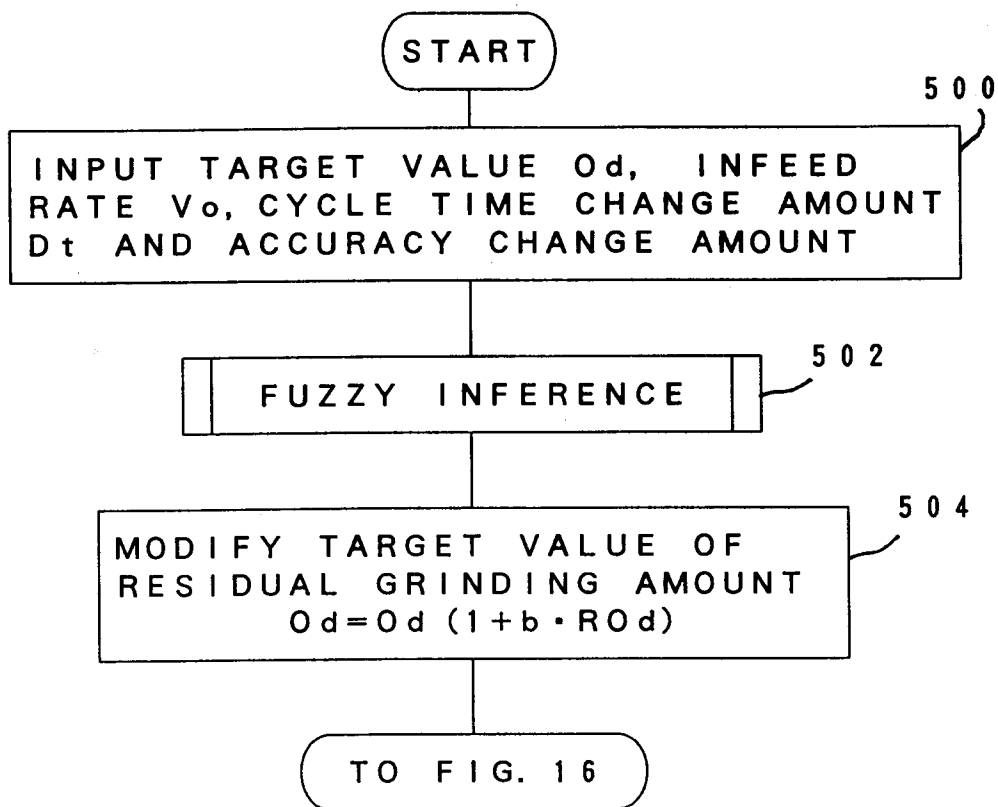 START
500
INPUT TARGET VALUE Od, INFEED
RATE Vo, CYCLE TIME CHANGE AMOUNT
Dt AND ACCURACY CHANGE AMOUNT
502
FUZZY INFERENCE
504
MODIFY TARGET VALUE OF
RESIDUAL GRINDING AMOUNT
Od=Od (1+b・ROd)
TO FIG. 16